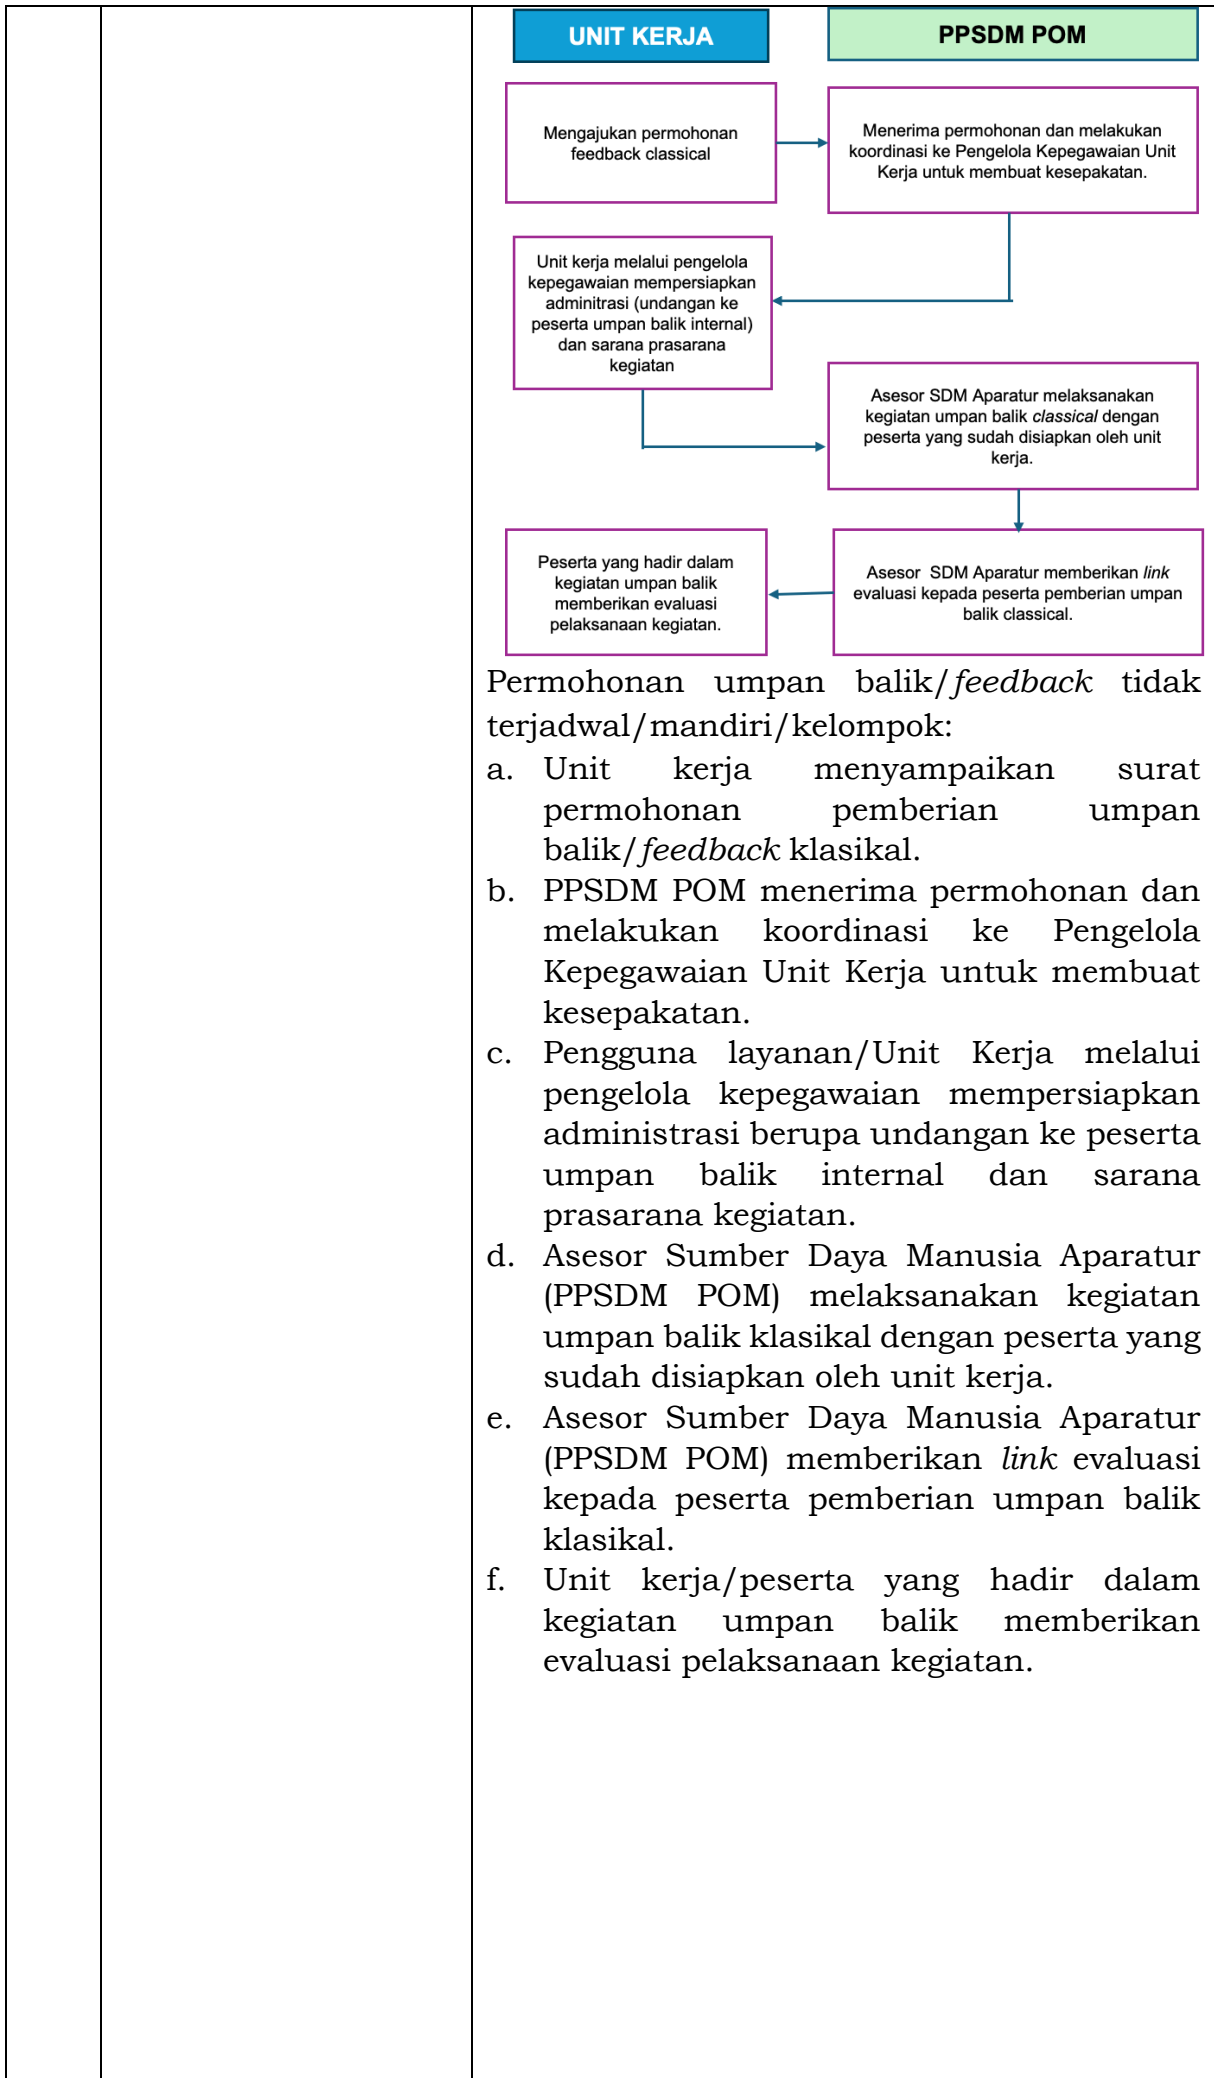 UNIT KERJA
PPSDM POM
Mengajukan permohonan
feedback classical
Menerima permohonan dan melakukan
koordinasi ke Pengelola Kepegawaian Unit
Kerja untuk membuat kesepakatan.
Unit kerja melalui pengelola
kepegawaian mempersiapkan
adminitrasi (undangan ke
peserta umpan balik internal)
dan sarana prasarana
kegiatan
Asesor SDM Aparatur melaksanakan
kegiatan umpan balik classical dengan
peserta yang sudah disiapkan oleh unit
kerja.
Asesor  SDM Aparatur memberikan link
evaluasi kepada peserta pemberian umpan
balik classical.
Peserta yang hadir dalam
kegiatan umpan balik
memberikan evaluasi
pelaksanaan kegiatan.
Permohonan umpan balik/feedback tidak
terjadwal/mandiri/kelompok:
a. Unit kerja menyampaikan surat
permohonan pemberian umpan
balik/feedback klasikal.
b. PPSDM POM menerima permohonan dan
melakukan koordinasi ke Pengelola
Kepegawaian Unit Kerja untuk membuat
kesepakatan.
c. Pengguna layanan/Unit Kerja melalui
pengelola kepegawaian mempersiapkan
administrasi berupa undangan ke peserta
umpan balik internal dan sarana
prasarana kegiatan.
d. Asesor Sumber Daya Manusia Aparatur
(PPSDM POM) melaksanakan kegiatan
umpan balik klasikal dengan peserta yang
sudah disiapkan oleh unit kerja.
e. Asesor Sumber Daya Manusia Aparatur
(PPSDM POM) memberikan link evaluasi
kepada peserta pemberian umpan balik
klasikal.
f. Unit kerja/peserta yang hadir dalam
kegiatan umpan balik memberikan
evaluasi pelaksanaan kegiatan.